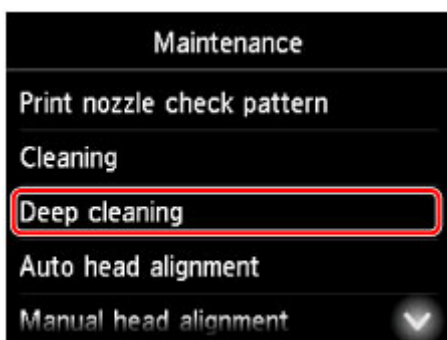 Maintenance
Print nozzle check pattern
Cleaning
Deep cleaning
Auto head alignment
Manual head alignment